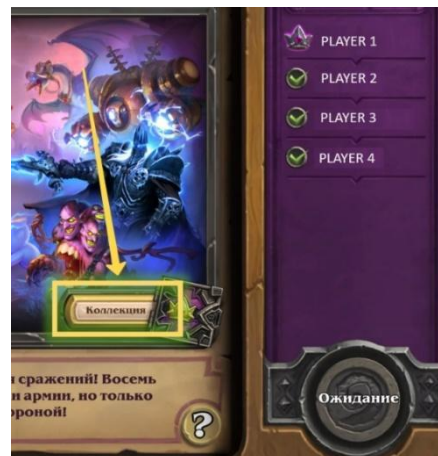 PLAYER 1
PLAYER 2
PLAYER 3
PLAYER 4
Коллекция
сражений! Восемь
армии, но только
ороной!
?
Ожидание